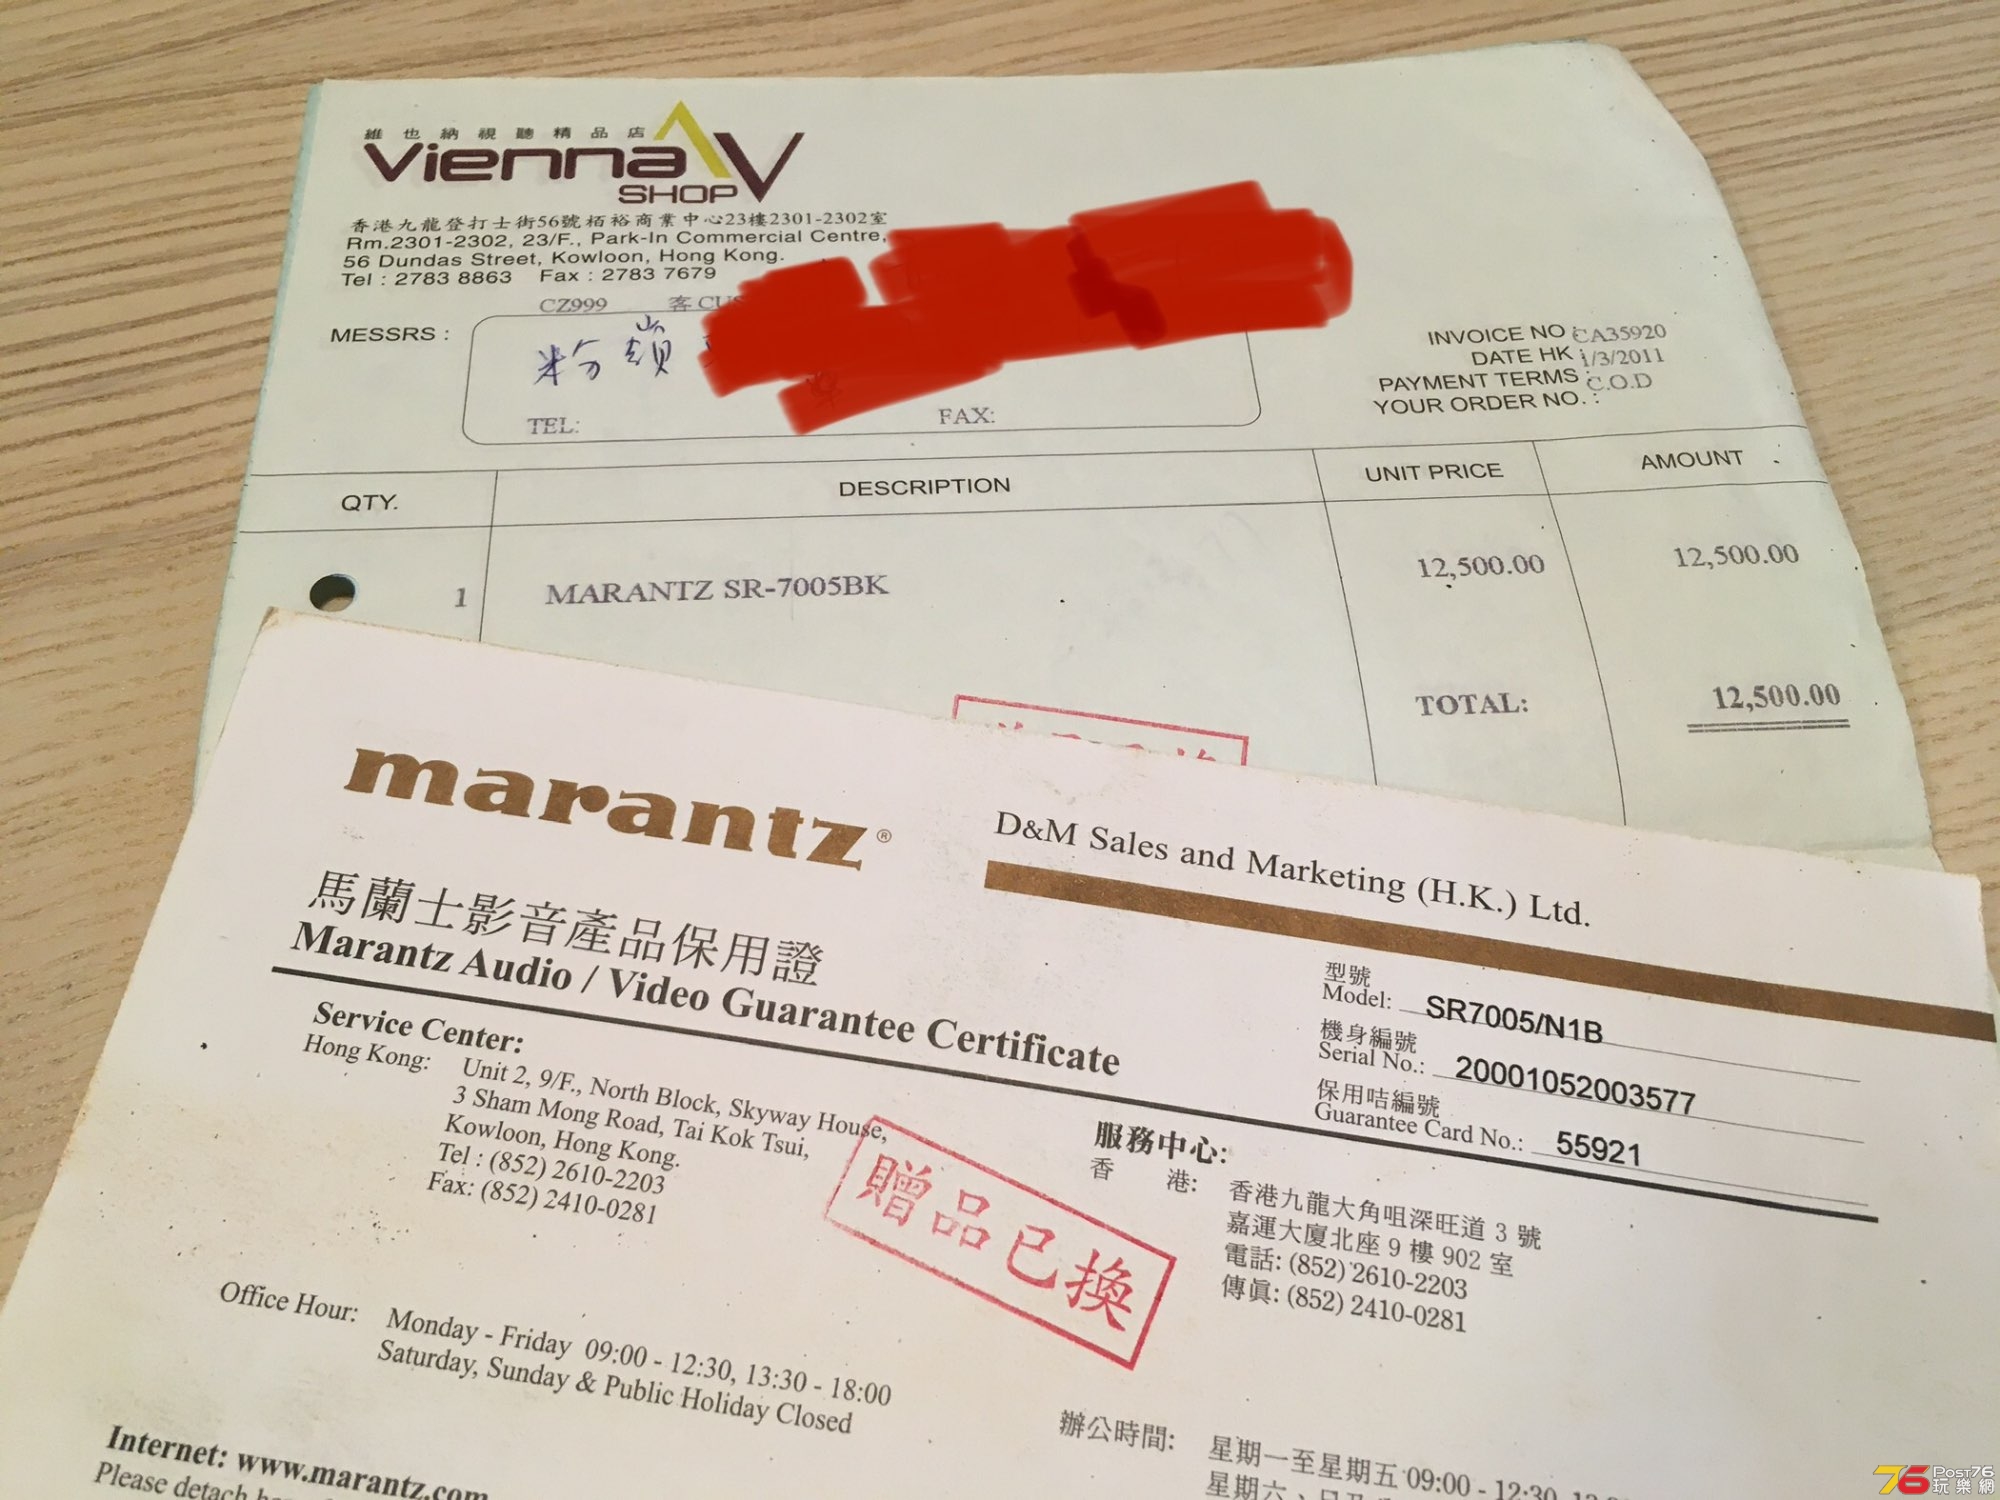 維也納視聽精品店
Vienna AV
SHOP
香港九龍登打士街56號栢裕商業中心23樓2301-2302室
Rm.2301-2302, 23/F., Park-In Commercial Centre,
56 Dundas Street, Kowloon, Hong Kong.
Tel : 2783 8863 Fax : 2783 7679
CZ999 客 CUS
MESSRS :
粉嶺
TEL: FAX:
INVOICE NO : CA35920
DATE HK : 1/3/2011
PAYMENT TERMS : C.O.D
YOUR ORDER NO. :
QTY. DESCRIPTION UNIT PRICE AMOUNT
1 MARANTZ SR-7005BK 12,500.00 12,500.00
TOTAL: 12,500.00
marantz®
D&M Sales and Marketing (H.K.) Ltd.
馬蘭士影音產品保用證
Marantz Audio / Video Guarantee Certificate
型號
Model: SR7005/N1B
機身編號
Serial No.: 20001052003577
保用咭編號
Guarantee Card No.: 55921
Service Center:
Hong Kong: Unit 2, 9/F., North Block, Skyway House,
3 Sham Mong Road, Tai Kok Tsui,
Kowloon, Hong Kong.
Tel : (852) 2610-2203
Fax: (852) 2410-0281
贈品已換
服務中心:
香港: 香港九龍大角咀深旺道 3 號
嘉運大廈北座 9 樓 902 室
電話: (852) 2610-2203
傳眞: (852) 2410-0281
Office Hour: Monday - Friday 09:00 - 12:30, 13:30 - 18:00
Saturday, Sunday & Public Holiday Closed
辦公時間: 星期一至星期五 09:00 - 12:30,
星期六、日
Internet: www.marantz.com
Please detach
Post76
玩樂網